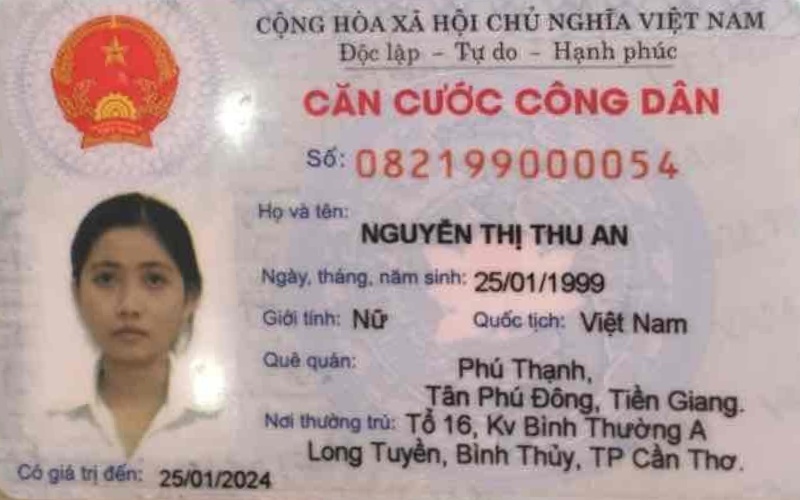 CỘNG HÒA XÃ HỘI CHỦ NGHĨA VIỆT NAM
Độc lập - Tự do - Hạnh phúc
CĂN CƯỚC CÔNG DÂN
Số: 082199000054
Họ và tên:
NGUYỄN THỊ THU AN
Ngày, tháng, năm sinh: 25/01/1999
Giới tính: Nữ Quốc tịch: Việt Nam
Quê quán: Phú Thạnh,
Tân Phú Đông, Tiền Giang.
Nơi thường trú: Tổ 16, Kv Bình Thường A
Long Tuyền, Bình Thủy, TP Cần Thơ.
Có giá trị đến: 25/01/2024